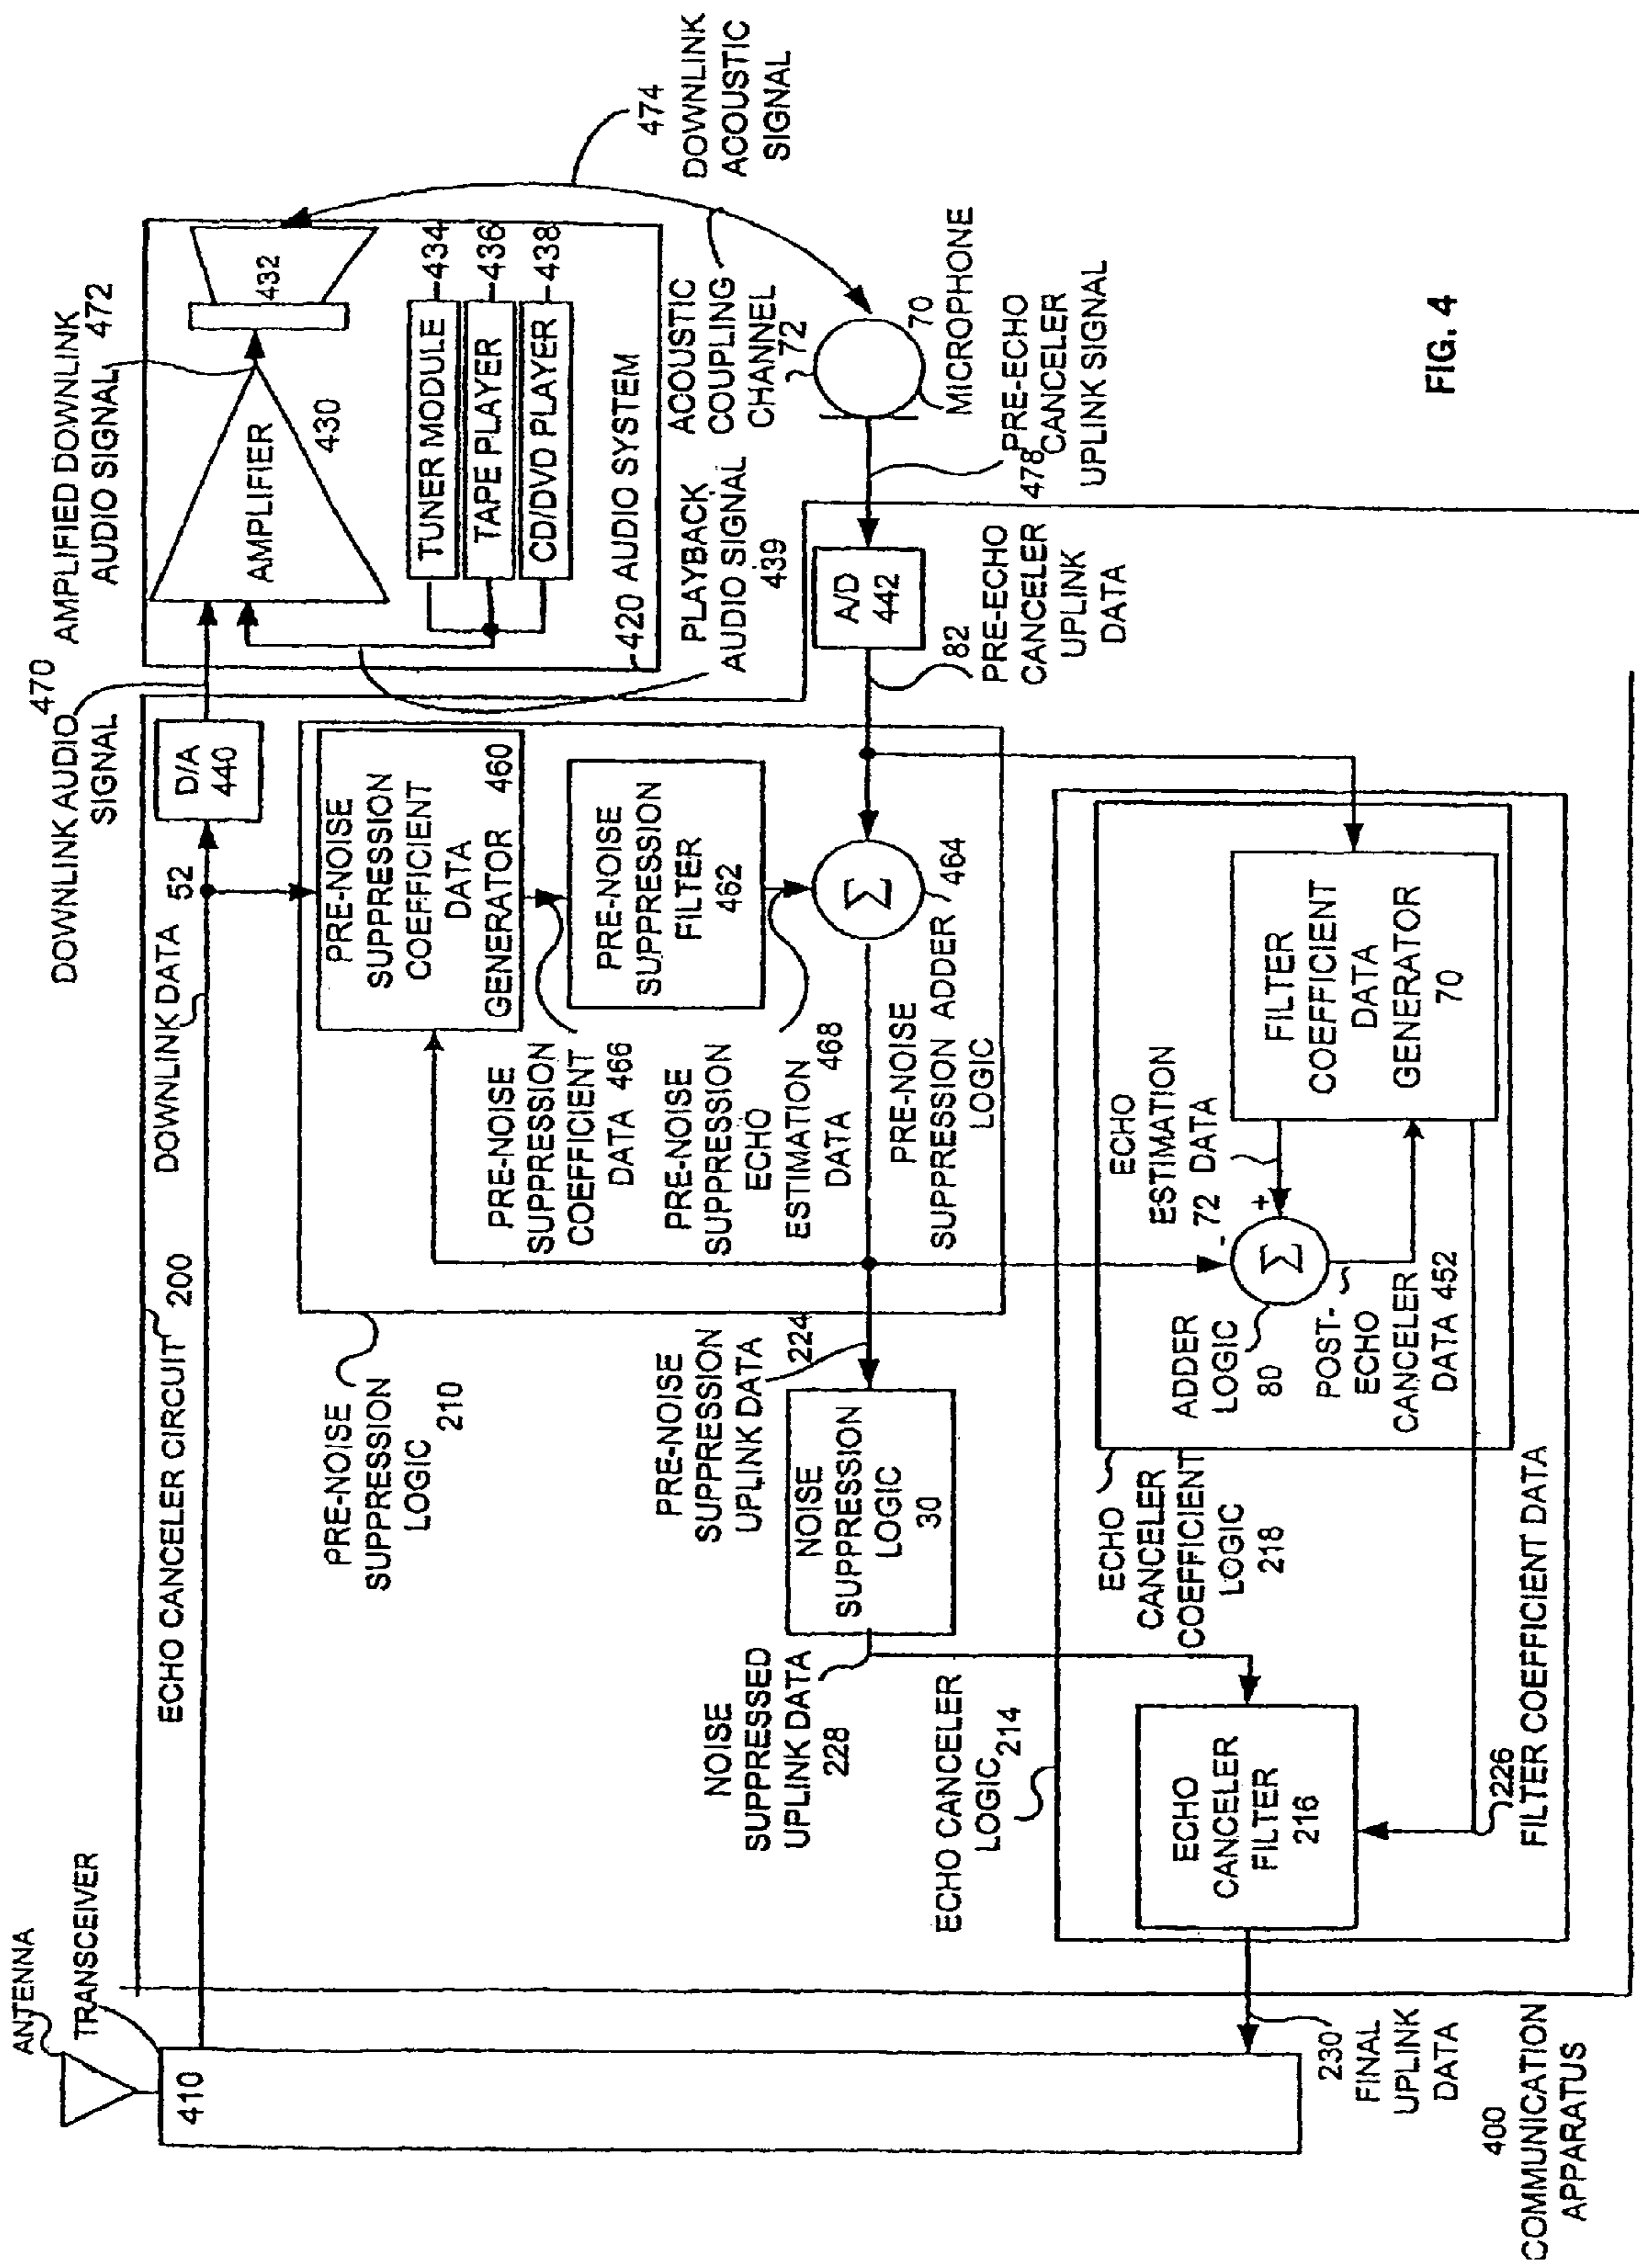 ANTENNA
TRANSCEIVER
410
ECHO CANCELER CIRCUIT 200
DOWNLINK DATA 52
DOWNLINK AUDIO 470
SIGNAL
D/A
440
AMPLIFIED DOWNLINK
AUDIO SIGNAL 472
AMPLIFIER
430
432
TUNER MODULE
434
TAPE PLAYER
436
CD/DVD PLAYER
438
420 AUDIO SYSTEM
474
DOWNLINK
ACOUSTIC
SIGNAL
PLAYBACK
AUDIO SIGNAL
439
ACOUSTIC
COUPLING
CHANNEL
72
70
MICROPHONE
478
PRE-ECHO
CANCELER
UPLINK SIGNAL
A/D
442
82
PRE-ECHO
CANCELER
UPLINK
DATA
PRE-NOISE
SUPPRESSION
COEFFICIENT
DATA
GENERATOR 460
PRE-NOISE
SUPPRESSION
FILTER
462
Σ
464
PRE-NOISE
SUPPRESSION
COEFFICIENT
DATA 466
PRE-NOISE
SUPPRESSION
ECHO
ESTIMATION
DATA 468
PRE-NOISE
SUPPRESSION ADDER
LOGIC
PRE-NOISE
SUPPRESSION
LOGIC
210
PRE-NOISE
SUPPRESSION
UPLINK DATA
224
NOISE
SUPPRESSION
LOGIC
30
NOISE
SUPPRESSED
UPLINK DATA
228
ECHO CANCELER
LOGIC 214
ECHO
CANCELER
FILTER
216
ECHO
CANCELER
COEFFICIENT
LOGIC
218
FILTER
COEFFICIENT
DATA
GENERATOR
70
ECHO
ESTIMATION
72 DATA
+
-
Σ
ADDER
LOGIC
80
POST-
ECHO
CANCELER
DATA 452
226
FILTER COEFFICIENT DATA
230
FINAL
UPLINK
DATA
400
COMMUNICATION
APPARATUS
FIG. 4